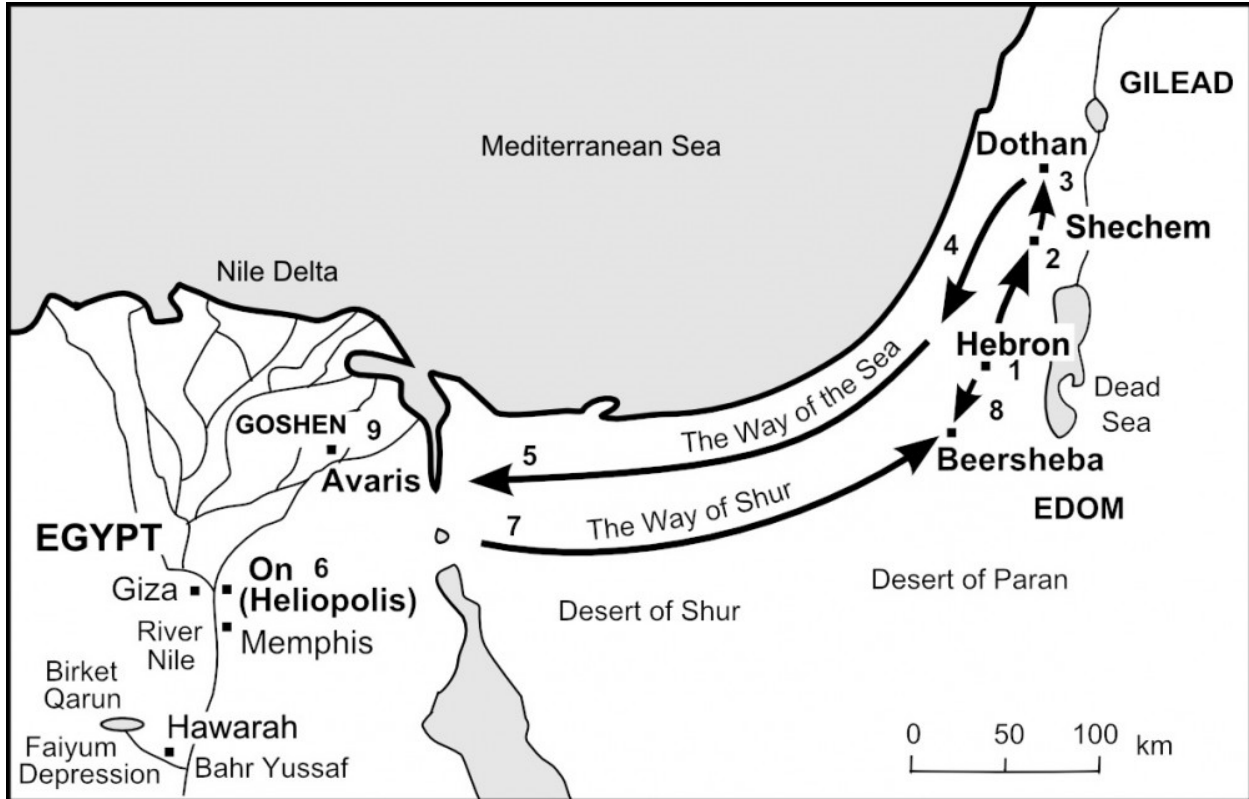 GILEAD
Mediterranean Sea
Dothan
3
Shechem
4
2
Nile Delta
Hebron
1
The Way of the Sea
Dead
Sea
8
GOSHEN 9
5
Avaris
Beersheba
7
The Way of Shur
EDOM
EGYPT
On 6
(Heliopolis)
Giza
Desert of Paran
Desert of Shur
River
Nile
Memphis
Birket
Qarun
Hawarah
Faiyum
Depression
Bahr Yussaf
0 50 100 km